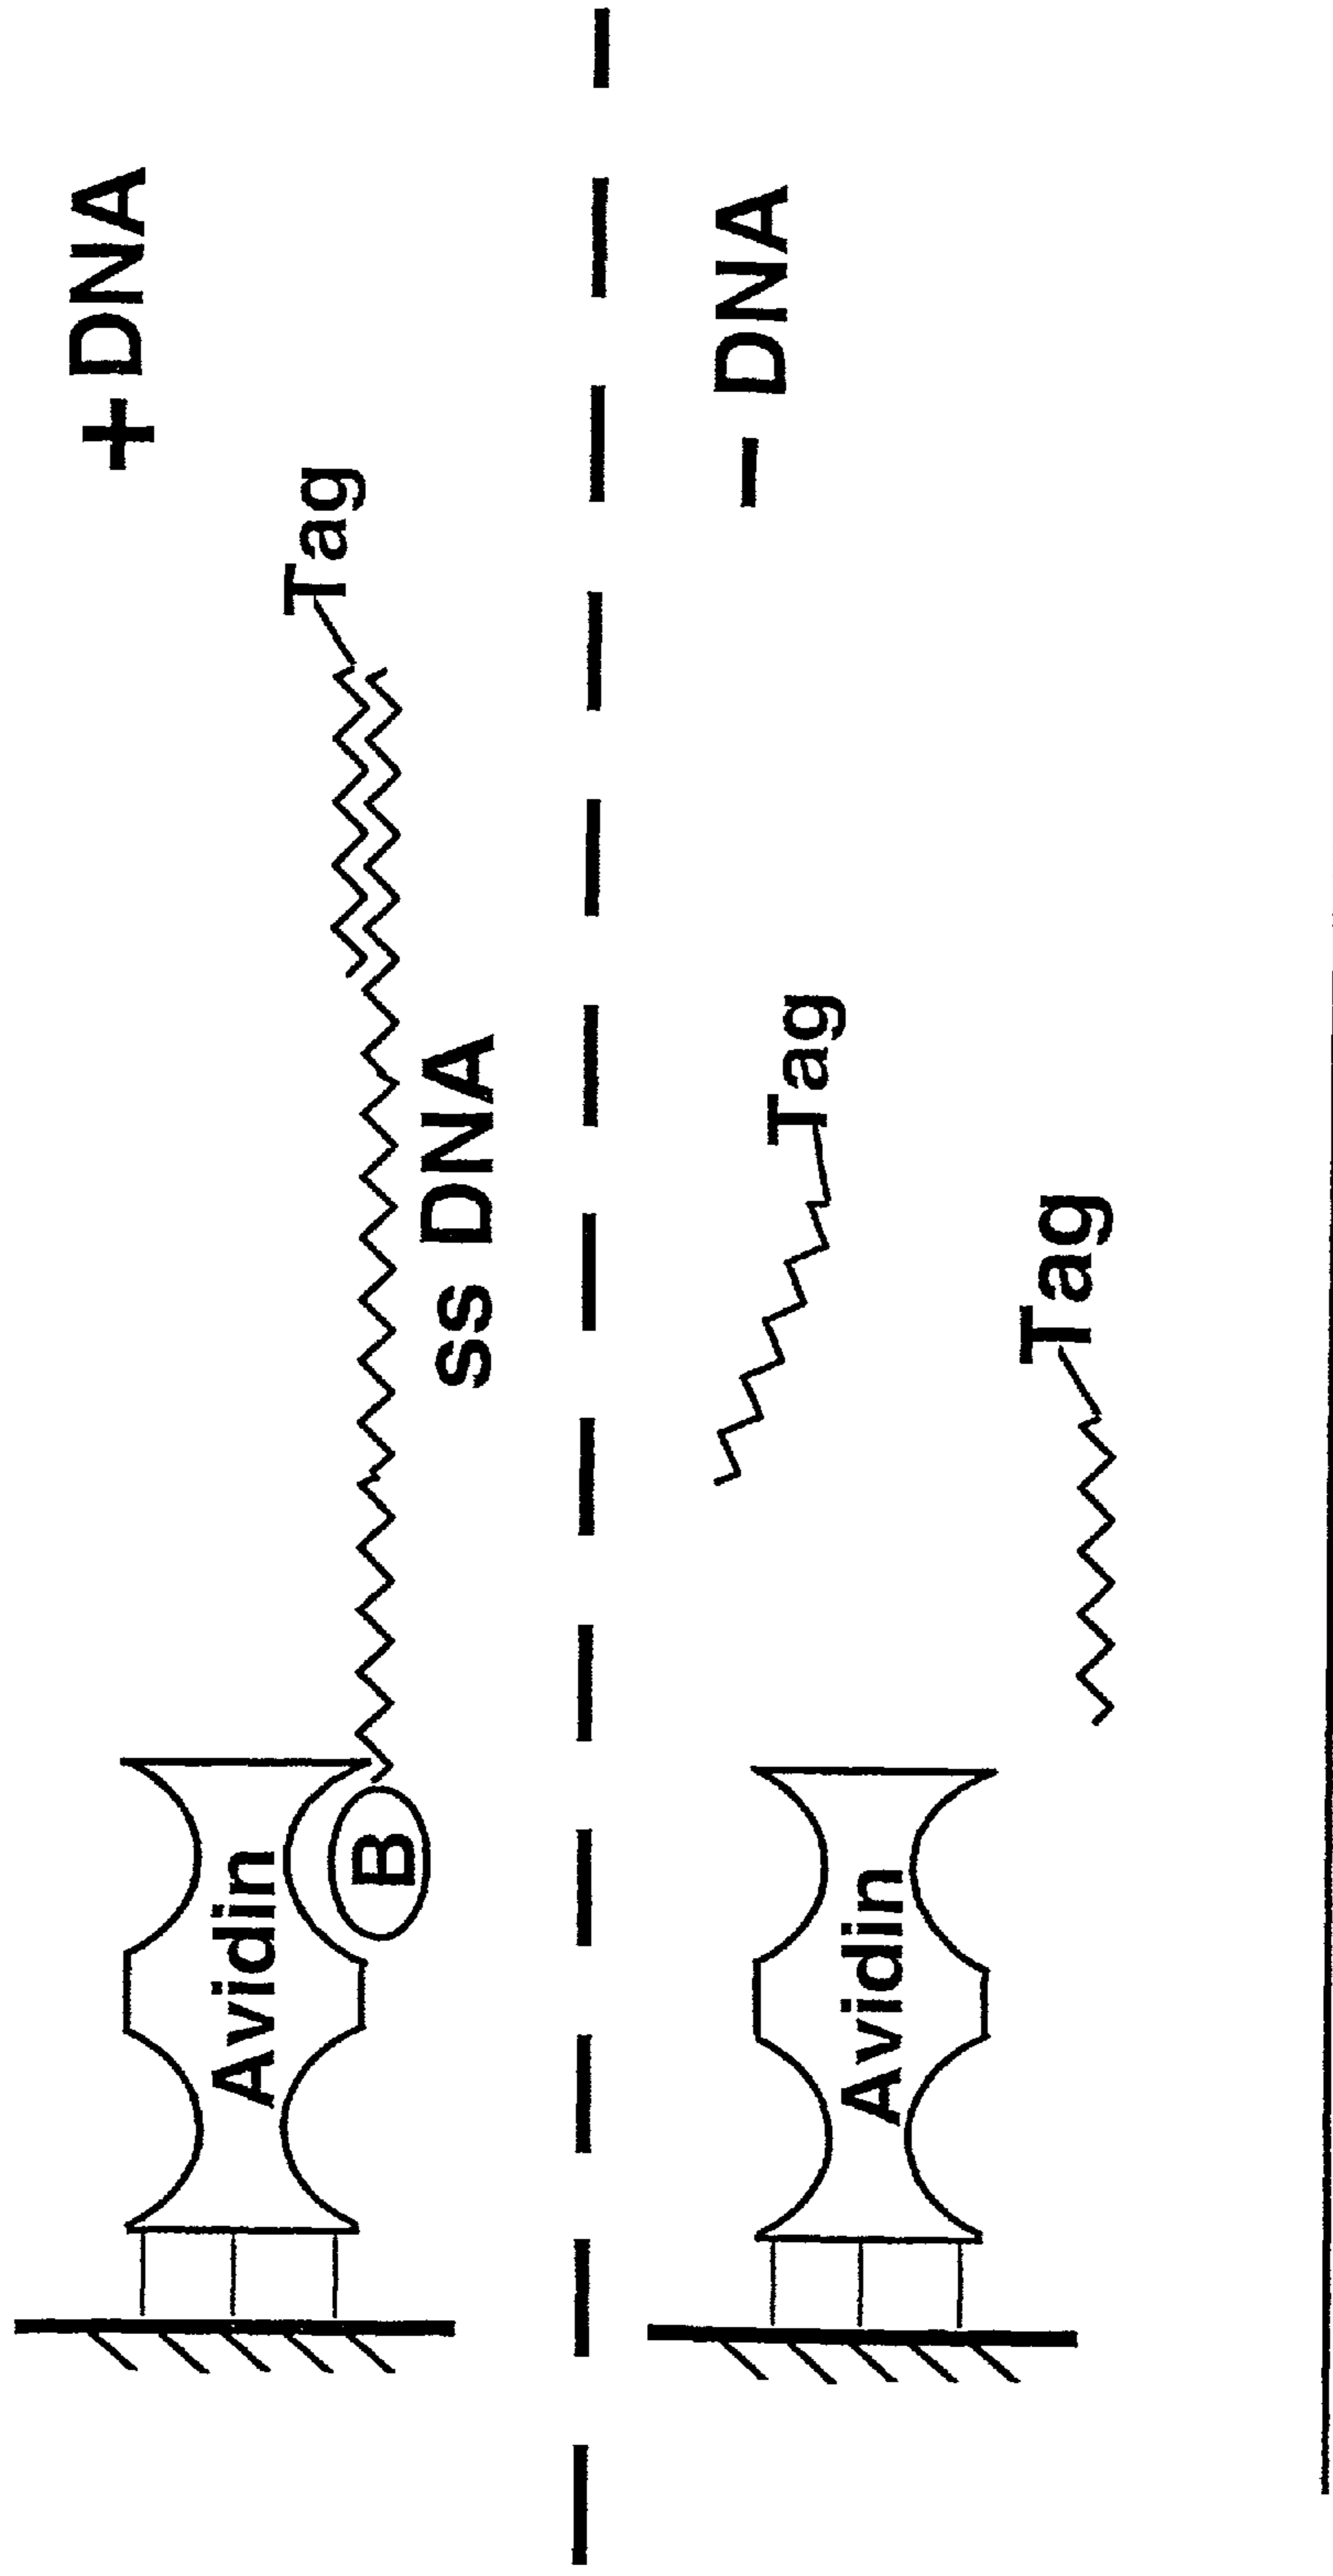 + DNA
Tag
ss DNA
Avidin
B
− DNA
Tag
Tag
Avidin